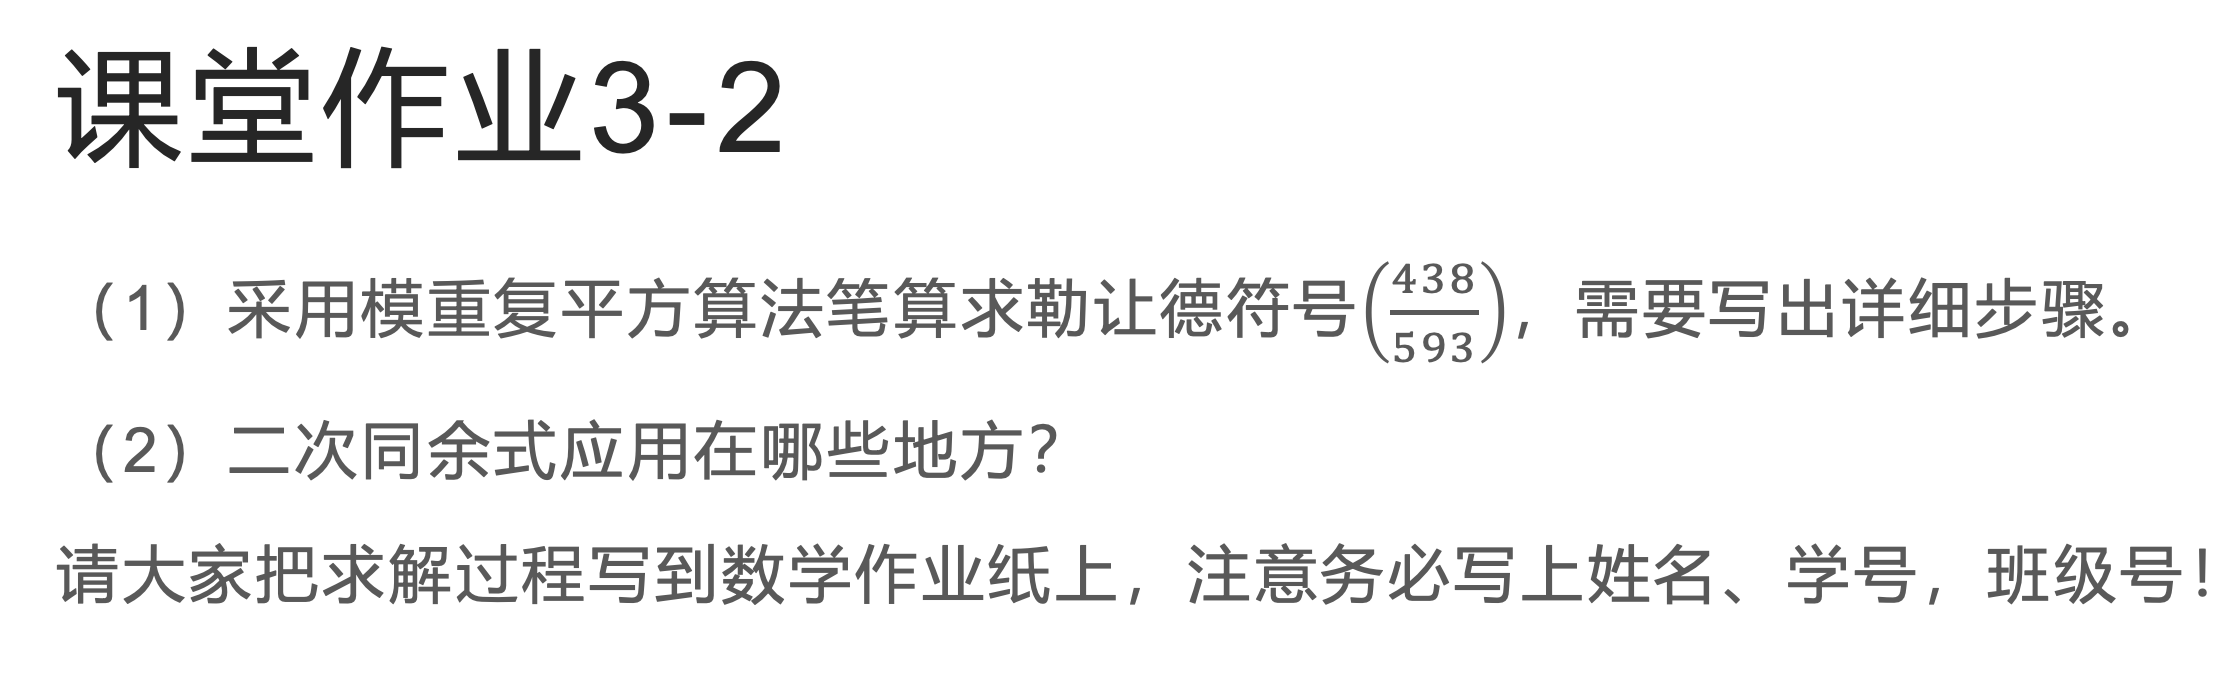 课堂作业3-2
（1）采用模重复平方算法笔算求勒让德符号(438/593)，需要写出详细步骤。
（2）二次同余式应用在哪些地方？
请大家把求解过程写到数学作业纸上，注意务必写上姓名、学号，班级号！